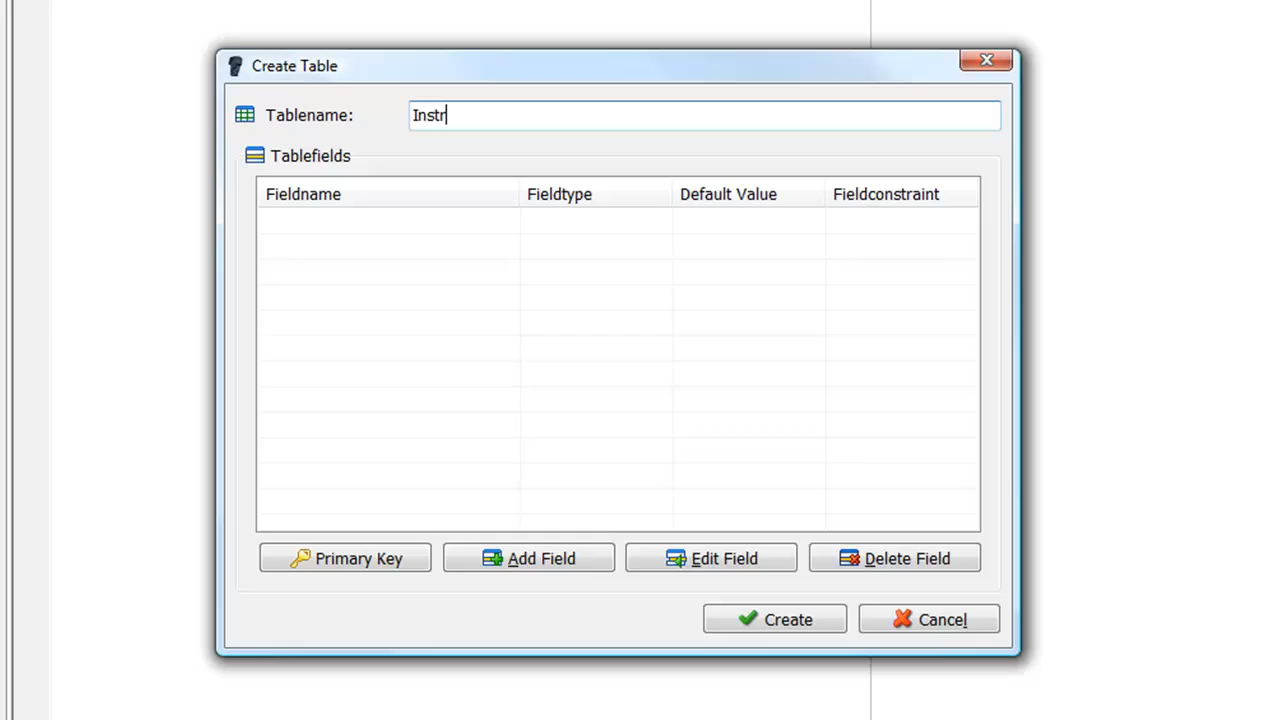 Create Table
Tablename: Instr
Tablefields
Fieldname Fieldtype Default Value Fieldconstraint
Primary Key Add Field Edit Field Delete Field
Create Cancel